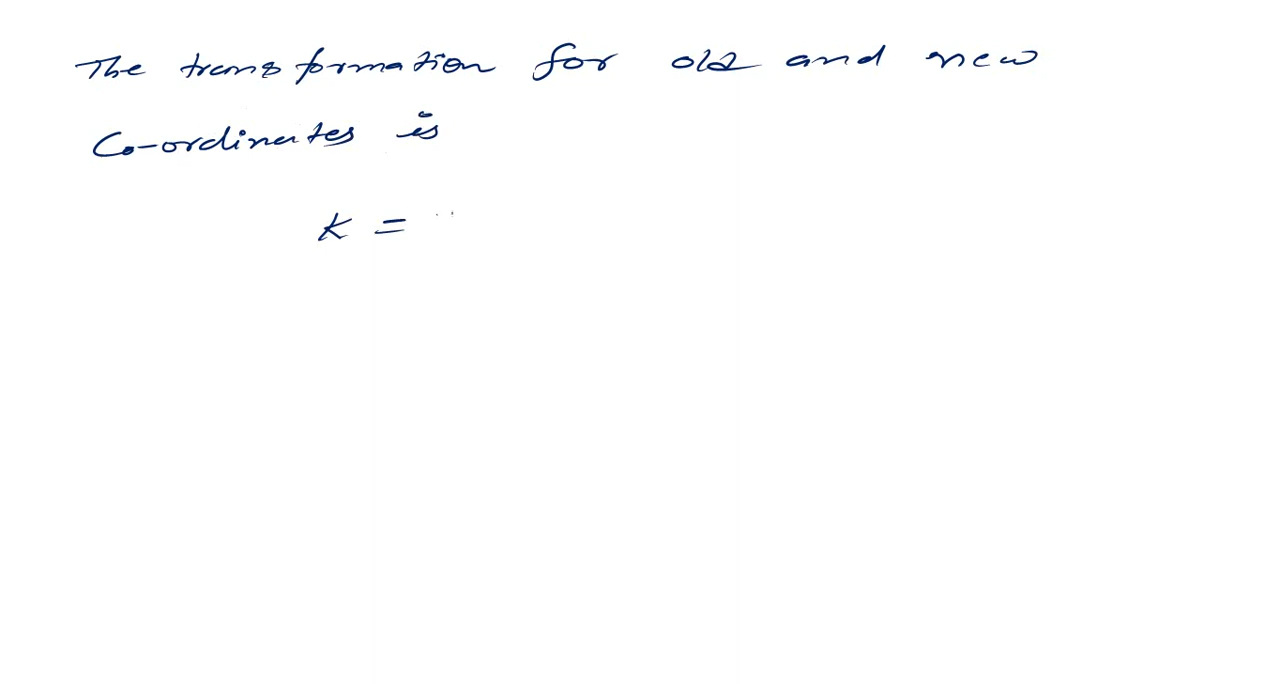 The transformation for old and new
Co-ordinates is
K =